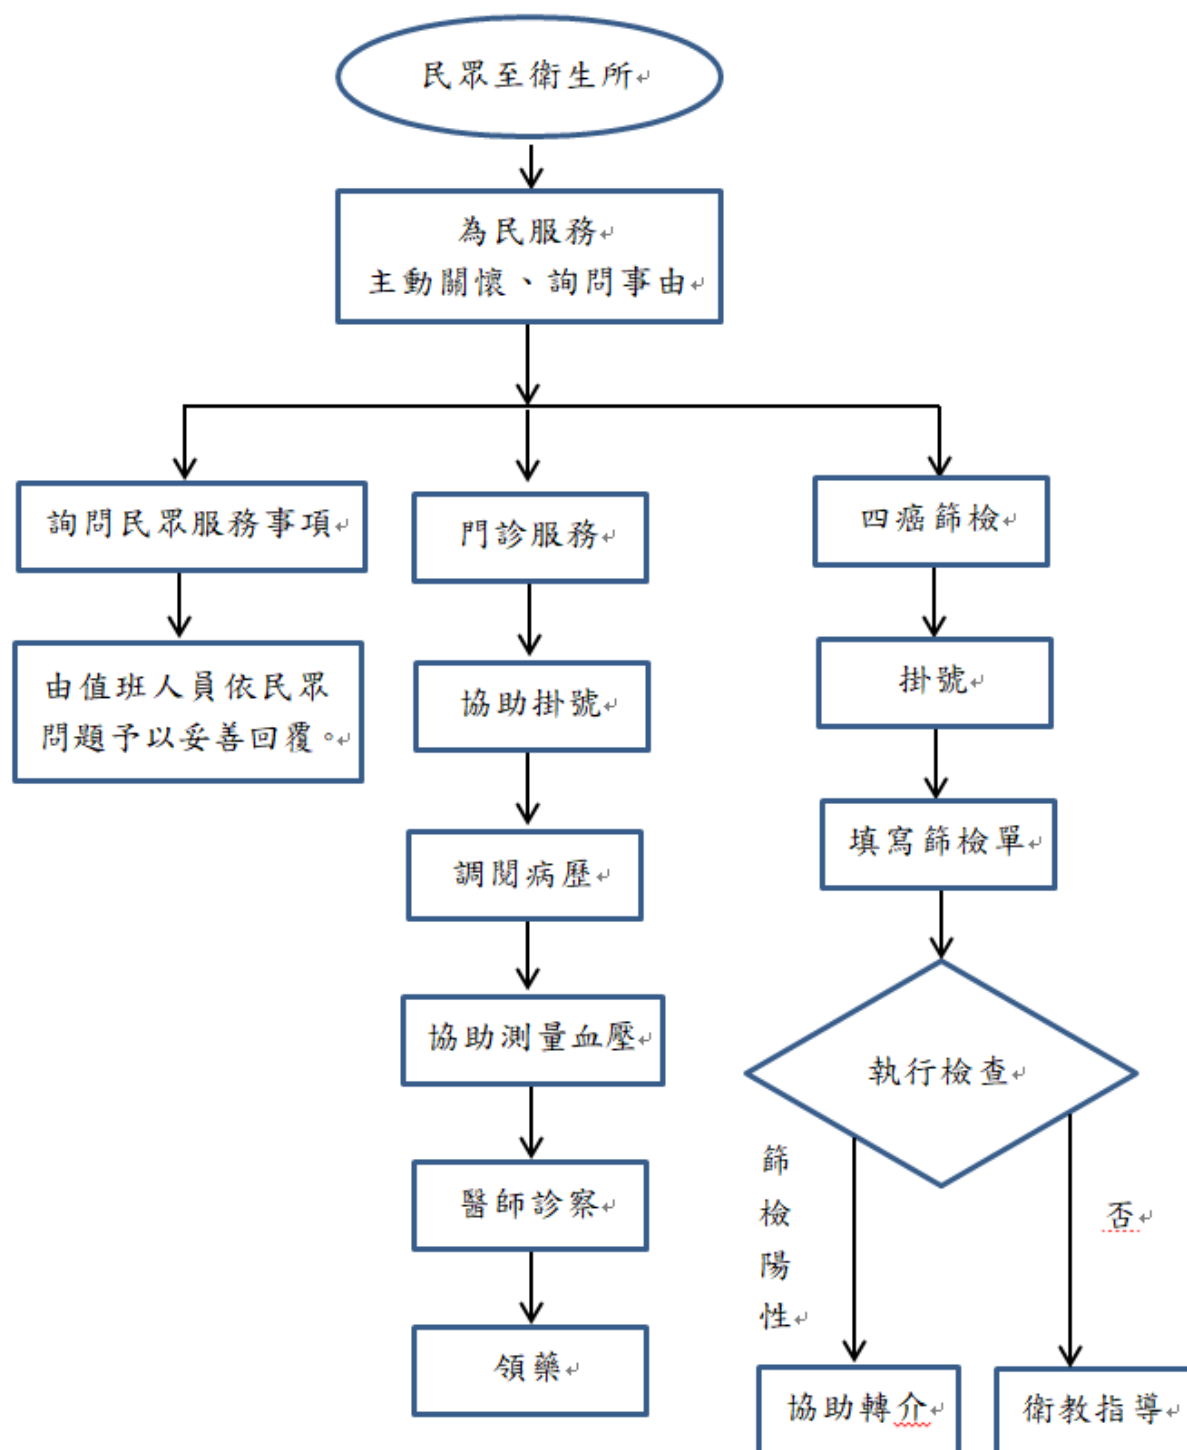 民眾至衛生所
為民服務
主動關懷、詢問事由
詢問民眾服務事項
由值班人員依民眾
問題予以妥善回覆。
門診服務
協助掛號
調閱病歷
協助測量血壓
醫師診察
領藥
四癌篩檢
掛號
填寫篩檢單
執行檢查
篩檢陽性
否
協助轉介
衛教指導